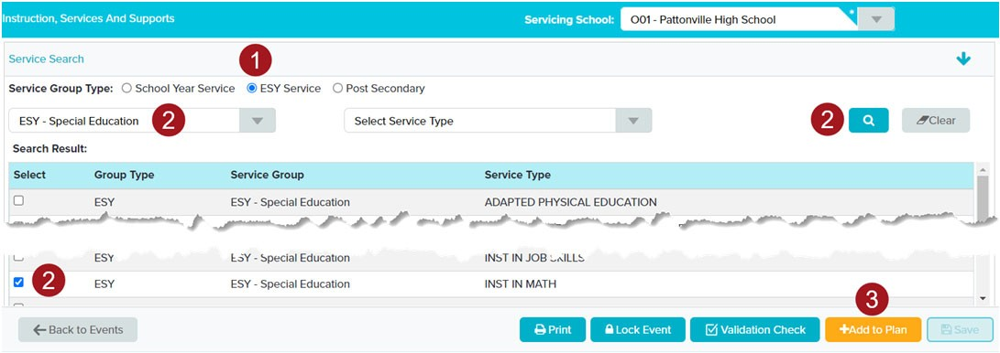 Instruction, Services And Supports
Servicing School: O01 - Pattonville High School *
Service Search 1
Service Group Type: School Year Service ESY Service Post Secondary
ESY - Special Education 2 Select Service Type 2 Clear
Search Result:
Select Group Type Service Group Service Type
ESY ESY - Special Education ADAPTED PHYSICAL EDUCATION
ESY ESY - Special Education INST IN JOB SKILLS
2 ESY ESY - Special Education INST IN MATH
3
Back to Events Print Lock Event Validation Check +Add to Plan Save